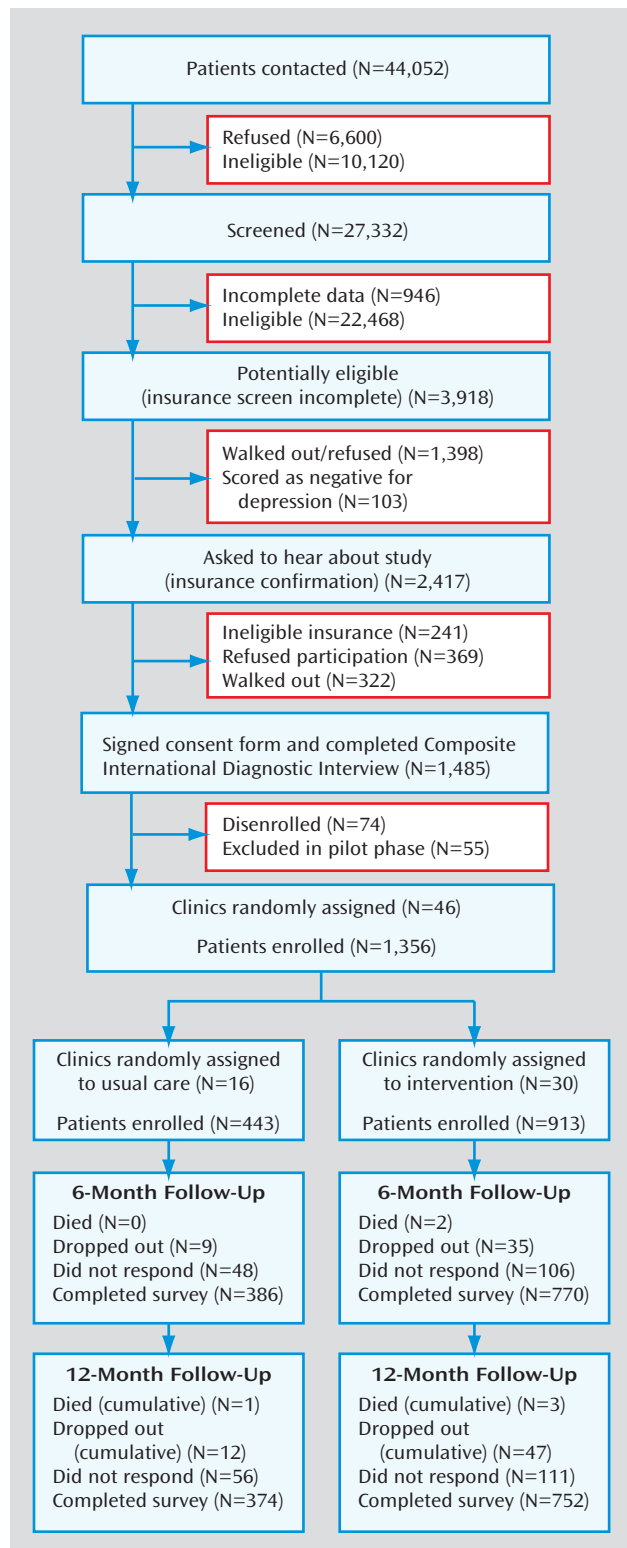 Patients contacted (N=44,052)
Refused (N=6,600)
Ineligible (N=10,120)
Screened (N=27,332)
Incomplete data (N=946)
Ineligible (N=22,468)
Potentially eligible
(insurance screen incomplete) (N=3,918)
Walked out/refused (N=1,398)
Scored as negative for
depression (N=103)
Asked to hear about study
(insurance confirmation) (N=2,417)
Ineligible insurance (N=241)
Refused participation (N=369)
Walked out (N=322)
Signed consent form and completed Composite
International Diagnostic Interview (N=1,485)
Disenrolled (N=74)
Excluded in pilot phase (N=55)
Clinics randomly assigned (N=46)
Patients enrolled (N=1,356)
Clinics randomly assigned
to usual care (N=16)
Patients enrolled (N=443)
Clinics randomly assigned
to intervention (N=30)
Patients enrolled (N=913)
6-Month Follow-Up
Died (N=0)
Dropped out (N=9)
Did not respond (N=48)
Completed survey (N=386)
6-Month Follow-Up
Died (N=2)
Dropped out (N=35)
Did not respond (N=106)
Completed survey (N=770)
12-Month Follow-Up
Died (cumulative) (N=1)
Dropped out
(cumulative) (N=12)
Did not respond (N=56)
Completed survey (N=374)
12-Month Follow-Up
Died (cumulative) (N=3)
Dropped out
(cumulative) (N=47)
Did not respond (N=111)
Completed survey (N=752)